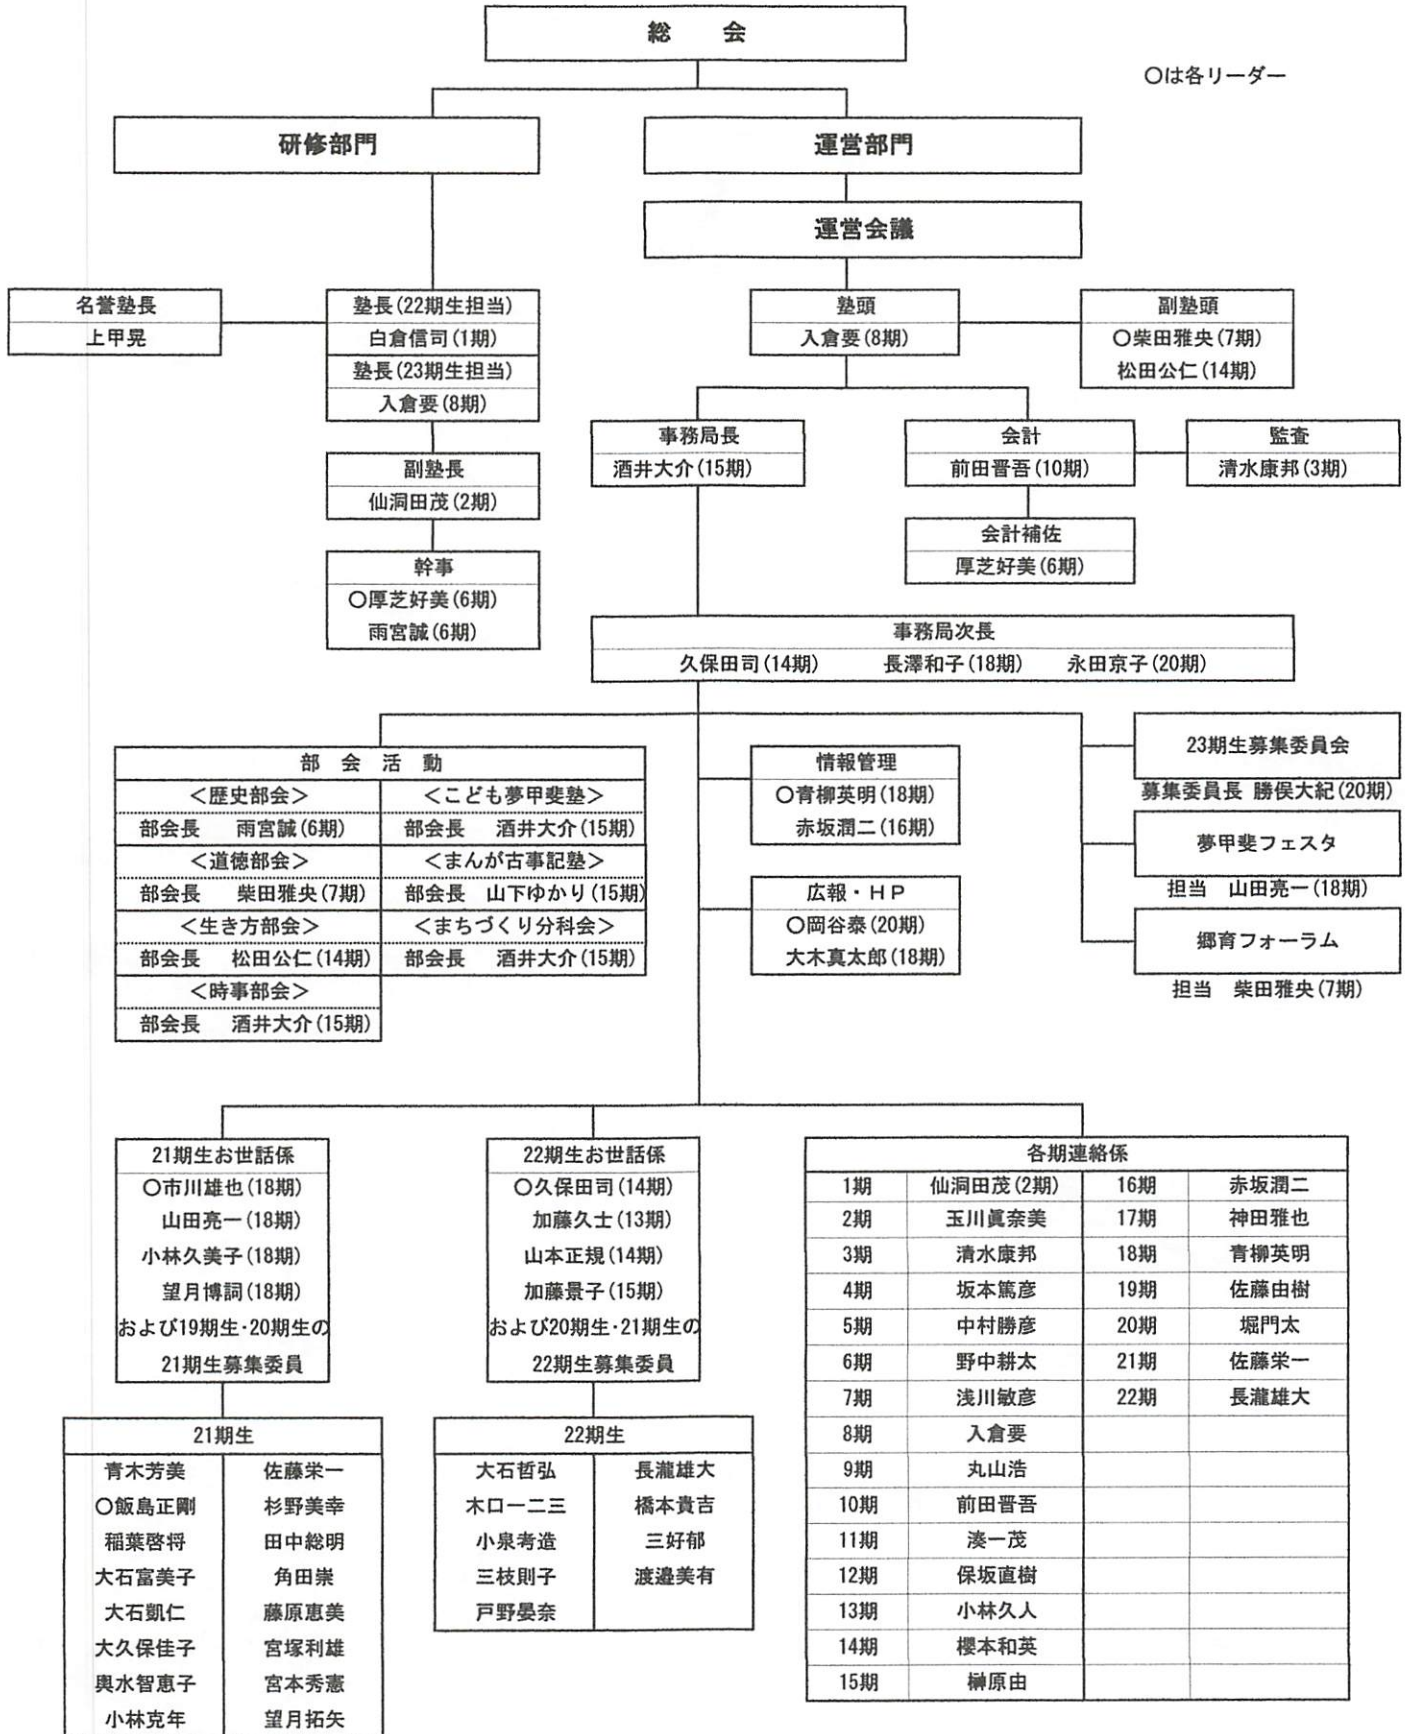 総　会
〇は各リーダー
研修部門
運営部門
運営会議
名誉塾長
上甲晃
塾長(22期生担当)
白倉信司(1期)
塾長(23期生担当)
入倉要(8期)
副塾長
仙洞田茂(2期)
幹事
〇厚芝好美(6期)
雨宮誠(6期)
塾頭
入倉要(8期)
副塾頭
〇柴田雅央(7期)
松田公仁(14期)
事務局長
酒井大介(15期)
会計
前田晋吾(10期)
監査
清水康邦(3期)
会計補佐
厚芝好美(6期)
事務局次長
久保田司(14期)　長澤和子(18期)　永田京子(20期)
部　会　活　動
＜歴史部会＞　＜こども夢甲斐塾＞
部会長　雨宮誠(6期)　部会長　酒井大介(15期)
＜道徳部会＞　＜まんが古事記塾＞
部会長　柴田雅央(7期)　部会長　山下ゆかり(15期)
＜生き方部会＞　＜まちづくり分科会＞
部会長　松田公仁(14期)　部会長　酒井大介(15期)
＜時事部会＞
部会長　酒井大介(15期)
情報管理
〇青柳英明(18期)
赤坂潤二(16期)
広報・ＨＰ
〇岡谷泰(20期)
大木真太郎(18期)
23期生募集委員会
募集委員長 勝俣大紀(20期)
夢甲斐フェスタ
担当　山田亮一(18期)
郷育フォーラム
担当　柴田雅央(7期)
21期生お世話係
〇市川雄也(18期)
山田亮一(18期)
小林久美子(18期)
望月博詞(18期)
および19期生・20期生の
21期生募集委員
22期生お世話係
〇久保田司(14期)
加藤久士(13期)
山本正規(14期)
加藤景子(15期)
および20期生・21期生の
22期生募集委員
各期連絡係
1期　仙洞田茂(2期)　16期　赤坂潤二
2期　玉川眞奈美　17期　神田雅也
3期　清水康邦　18期　青柳英明
4期　坂本篤彦　19期　佐藤由樹
5期　中村勝彦　20期　堀門太
6期　野中耕太　21期　佐藤栄一
7期　浅川敏彦　22期　長瀧雄大
8期　入倉要
9期　丸山浩
10期　前田晋吾
11期　湊一茂
12期　保坂直樹
13期　小林久人
14期　櫻本和英
15期　榊原由
21期生
青木芳美　佐藤栄一
〇飯島正剛　杉野美幸
稲葉啓将　田中総明
大石富美子　角田崇
大石凱仁　藤原恵美
大久保佳子　宮塚利雄
輿水智恵子　宮本秀憲
小林克年　望月拓矢
22期生
大石哲弘　長瀧雄大
木口一二三　橋本貴吉
小泉考造　三好郁
三枝則子　渡邉美有
戸野晏奈